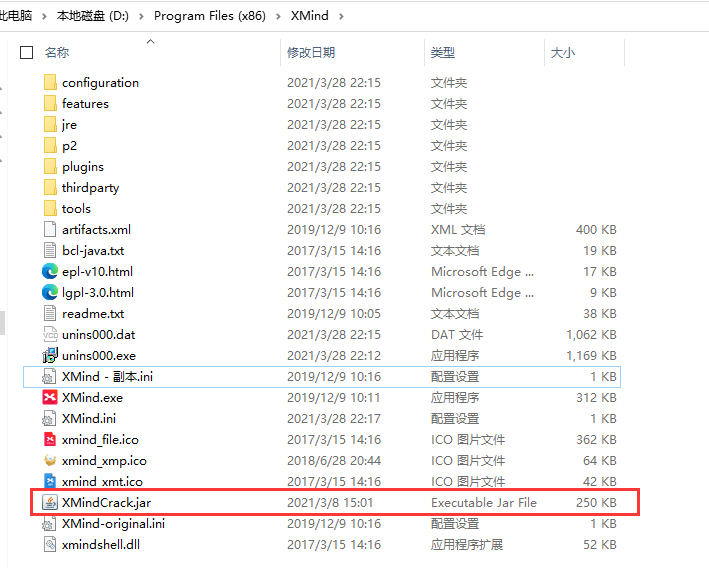 此电脑 › 本地磁盘 (D:) › Program Files (x86) › XMind ›
名称 修改日期 类型 大小
configuration 2021/3/28 22:15 文件夹
features 2021/3/28 22:15 文件夹
jre 2021/3/28 22:15 文件夹
p2 2021/3/28 22:15 文件夹
plugins 2021/3/28 22:15 文件夹
thirdparty 2021/3/28 22:15 文件夹
tools 2021/3/28 22:15 文件夹
artifacts.xml 2019/12/9 10:16 XML 文档 400 KB
bcl-java.txt 2017/3/15 14:16 文本文档 19 KB
epl-v10.html 2017/3/15 14:16 Microsoft Edge ... 17 KB
lgpl-3.0.html 2017/3/15 14:16 Microsoft Edge ... 9 KB
readme.txt 2019/12/9 10:05 文本文档 38 KB
unins000.dat 2021/3/28 22:15 DAT 文件 1,062 KB
unins000.exe 2021/3/28 22:12 应用程序 1,169 KB
XMind - 副本.ini 2019/12/9 10:16 配置设置 1 KB
XMind.exe 2019/12/9 10:11 应用程序 312 KB
XMind.ini 2021/3/28 22:17 配置设置 1 KB
xmind_file.ico 2017/3/15 14:16 ICO 图片文件 362 KB
xmind_xmp.ico 2018/6/28 20:44 ICO 图片文件 64 KB
xmind_xmt.ico 2017/3/15 14:16 ICO 图片文件 42 KB
XMindCrack.jar 2021/3/8 15:01 Executable Jar File 250 KB
XMind-original.ini 2019/12/9 10:16 配置设置 1 KB
xmindshell.dll 2017/3/15 14:16 应用程序扩展 52 KB